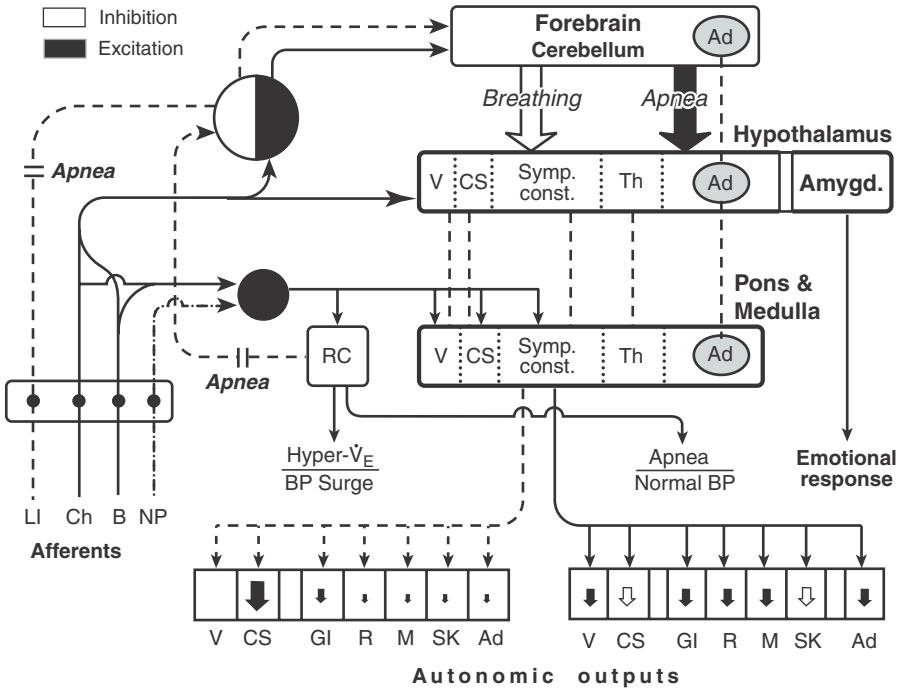 Inhibition
Excitation
Forebrain
Cerebellum
Ad
Breathing
Apnea
Hypothalamus
Apnea
V
CS
Symp.
const.
Th
Ad
Amygd.
Pons &
Medulla
RC
V
CS
Symp.
const.
Th
Ad
Apnea
Hyper-V̇E
BP Surge
Apnea
Normal BP
Emotional
response
LI Ch B NP
Afferents
V CS GI R M SK Ad
V CS GI R M SK Ad
Autonomic outputs